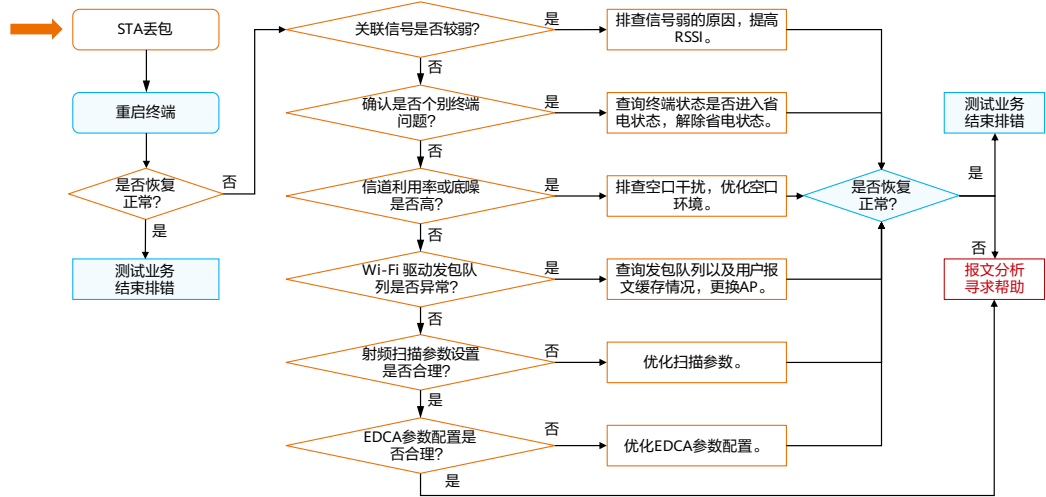 STA丢包
重启终端
是否恢复
正常?
否
是
测试业务
结束排错
关联信号是否较弱?
是
排查信号弱的原因，提高
RSSI。
否
确认是否个别终端
问题?
是
查询终端状态是否进入省
电状态，解除省电状态。
否
信道利用率或底噪
是否高?
是
排查空口干扰，优化空口
环境。
否
Wi-Fi 驱动发包队
列是否异常?
是
查询发包队列以及用户报
文缓存情况，更换AP。
否
射频扫描参数设置
是否合理?
否
优化扫描参数。
是
EDCA参数配置是
否合理?
否
优化EDCA参数配置。
是
是否恢复
正常?
是
测试业务
结束排错
否
报文分析
寻求帮助